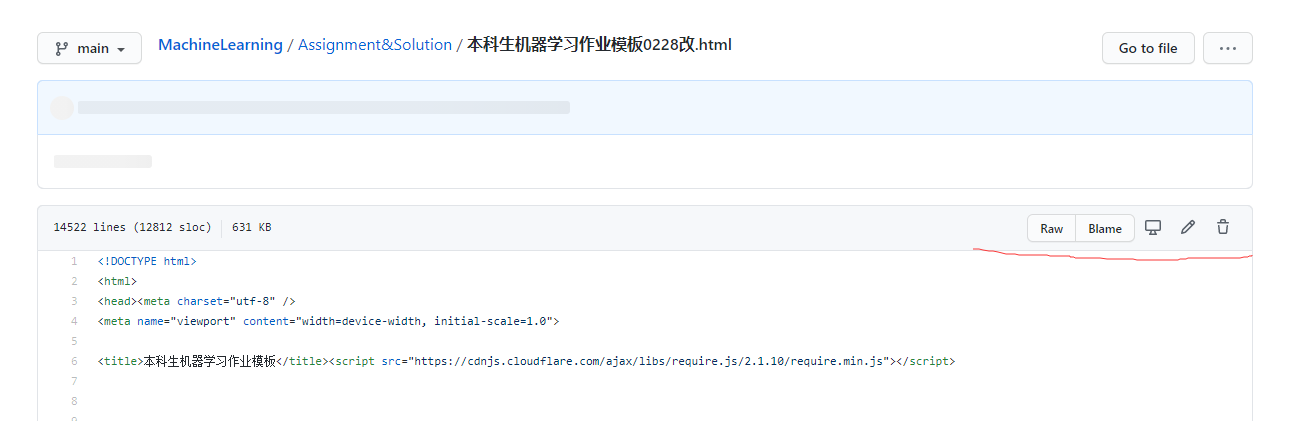 main
MachineLearning / Assignment&Solution / 本科生机器学习作业模板0228改.html
Go to file
14522 lines (12812 sloc) 631 KB
Raw Blame
1 <!DOCTYPE html>
2 <html>
3 <head><meta charset="utf-8" />
4 <meta name="viewport" content="width=device-width, initial-scale=1.0">
5
6 <title>本科生机器学习作业模板</title><script src="https://cdnjs.cloudflare.com/ajax/libs/require.js/2.1.10/require.min.js"></script>
7
8
9